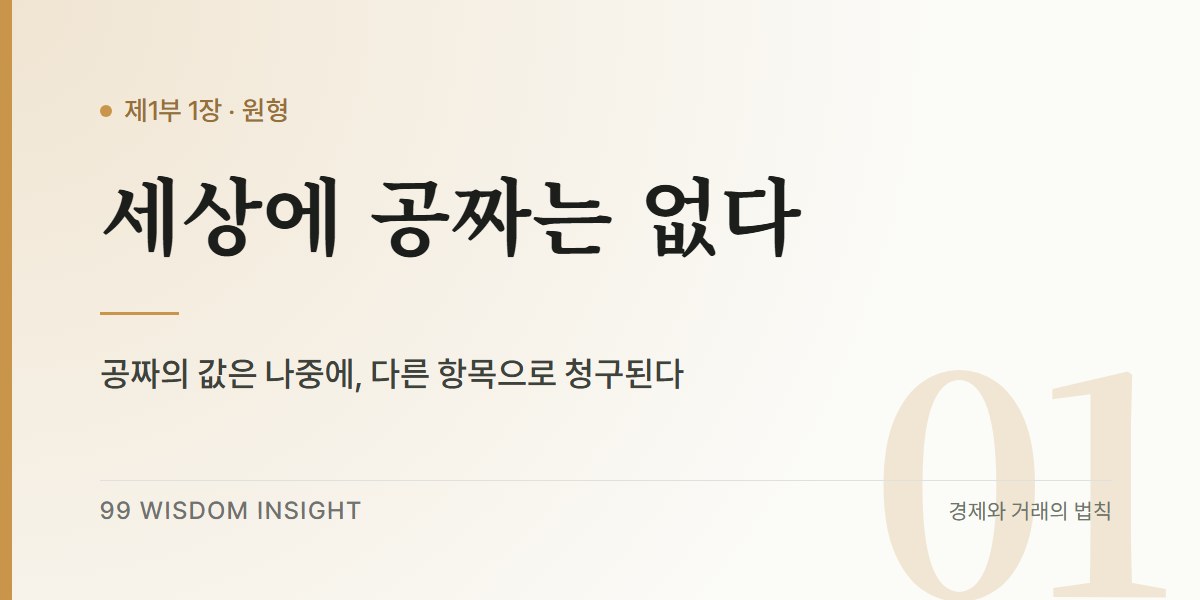 제1부 1장 · 원형
세상에 공짜는 없다
공짜의 값은 나중에, 다른 항목으로 청구된다
99 WISDOM INSIGHT
경제와 거래의 법칙
01